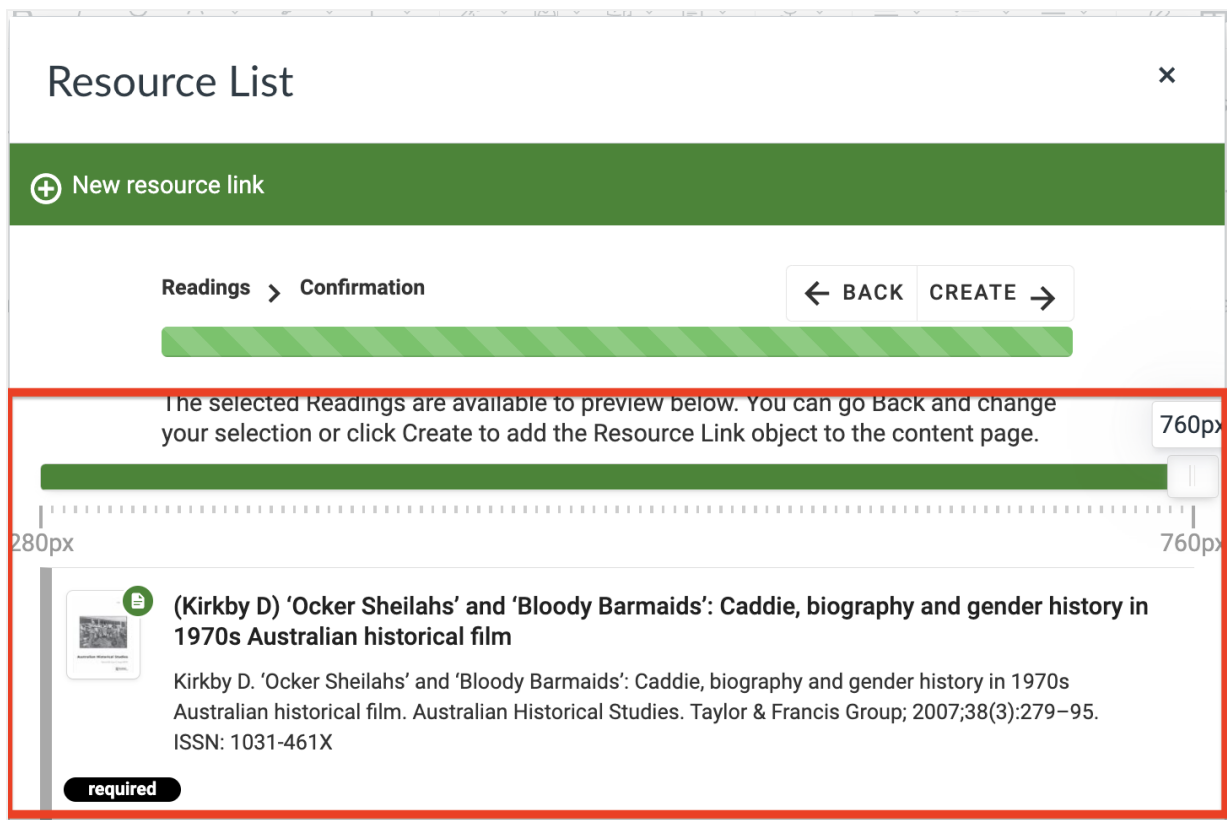 Resource List
×
New resource link
Readings > Confirmation
BACK CREATE
The selected Readings are available to preview below. You can go Back and change
your selection or click Create to add the Resource Link object to the content page.
760px
280px 760px
(Kirkby D) ‘Ocker Sheilahs’ and ‘Bloody Barmaids’: Caddie, biography and gender history in
1970s Australian historical film
Kirkby D. ‘Ocker Sheilahs’ and ‘Bloody Barmaids’: Caddie, biography and gender history in 1970s
Australian historical film. Australian Historical Studies. Taylor & Francis Group; 2007;38(3):279–95.
ISSN: 1031-461X
Australian Historical Studies
required